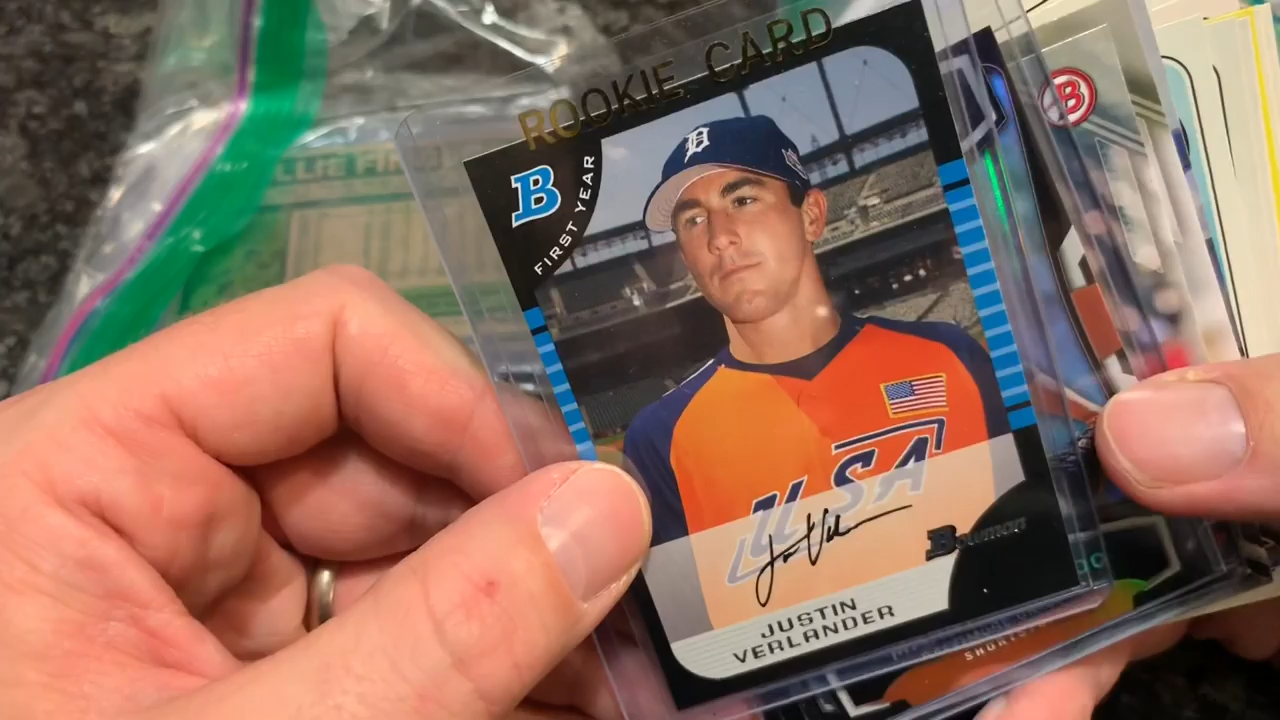 ROOKIE CARD
B
FIRST YEAR
B
D
USA
Bowman
JUSTIN
VERLANDER